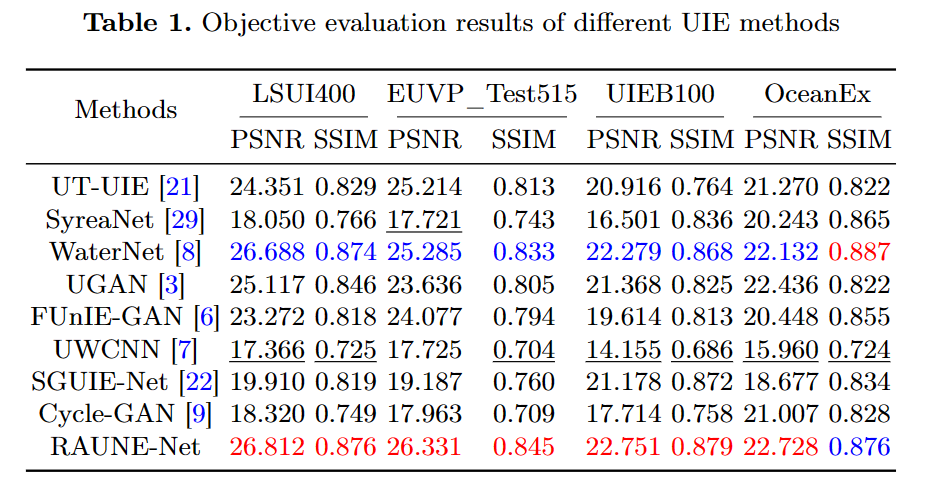 Table 1. Objective evaluation results of different UIE methods
Methods LSUI400 EUVP_Test515 UIEB100 OceanEx
PSNR SSIM PSNR SSIM PSNR SSIM PSNR SSIM
UT-UIE [21] 24.351 0.829 25.214 0.813 20.916 0.764 21.270 0.822
SyreaNet [29] 18.050 0.766 17.721 0.743 16.501 0.836 20.243 0.865
WaterNet [8] 26.688 0.874 25.285 0.833 22.279 0.868 22.132 0.887
UGAN [3] 25.117 0.846 23.636 0.805 21.368 0.825 22.436 0.822
FUnIE-GAN [6] 23.272 0.818 24.077 0.794 19.614 0.813 20.448 0.855
UWCNN [7] 17.366 0.725 17.725 0.704 14.155 0.686 15.960 0.724
SGUIE-Net [22] 19.910 0.819 19.187 0.760 21.178 0.872 18.677 0.834
Cycle-GAN [9] 18.320 0.749 17.963 0.709 17.714 0.758 21.007 0.828
RAUNE-Net 26.812 0.876 26.331 0.845 22.751 0.879 22.728 0.876